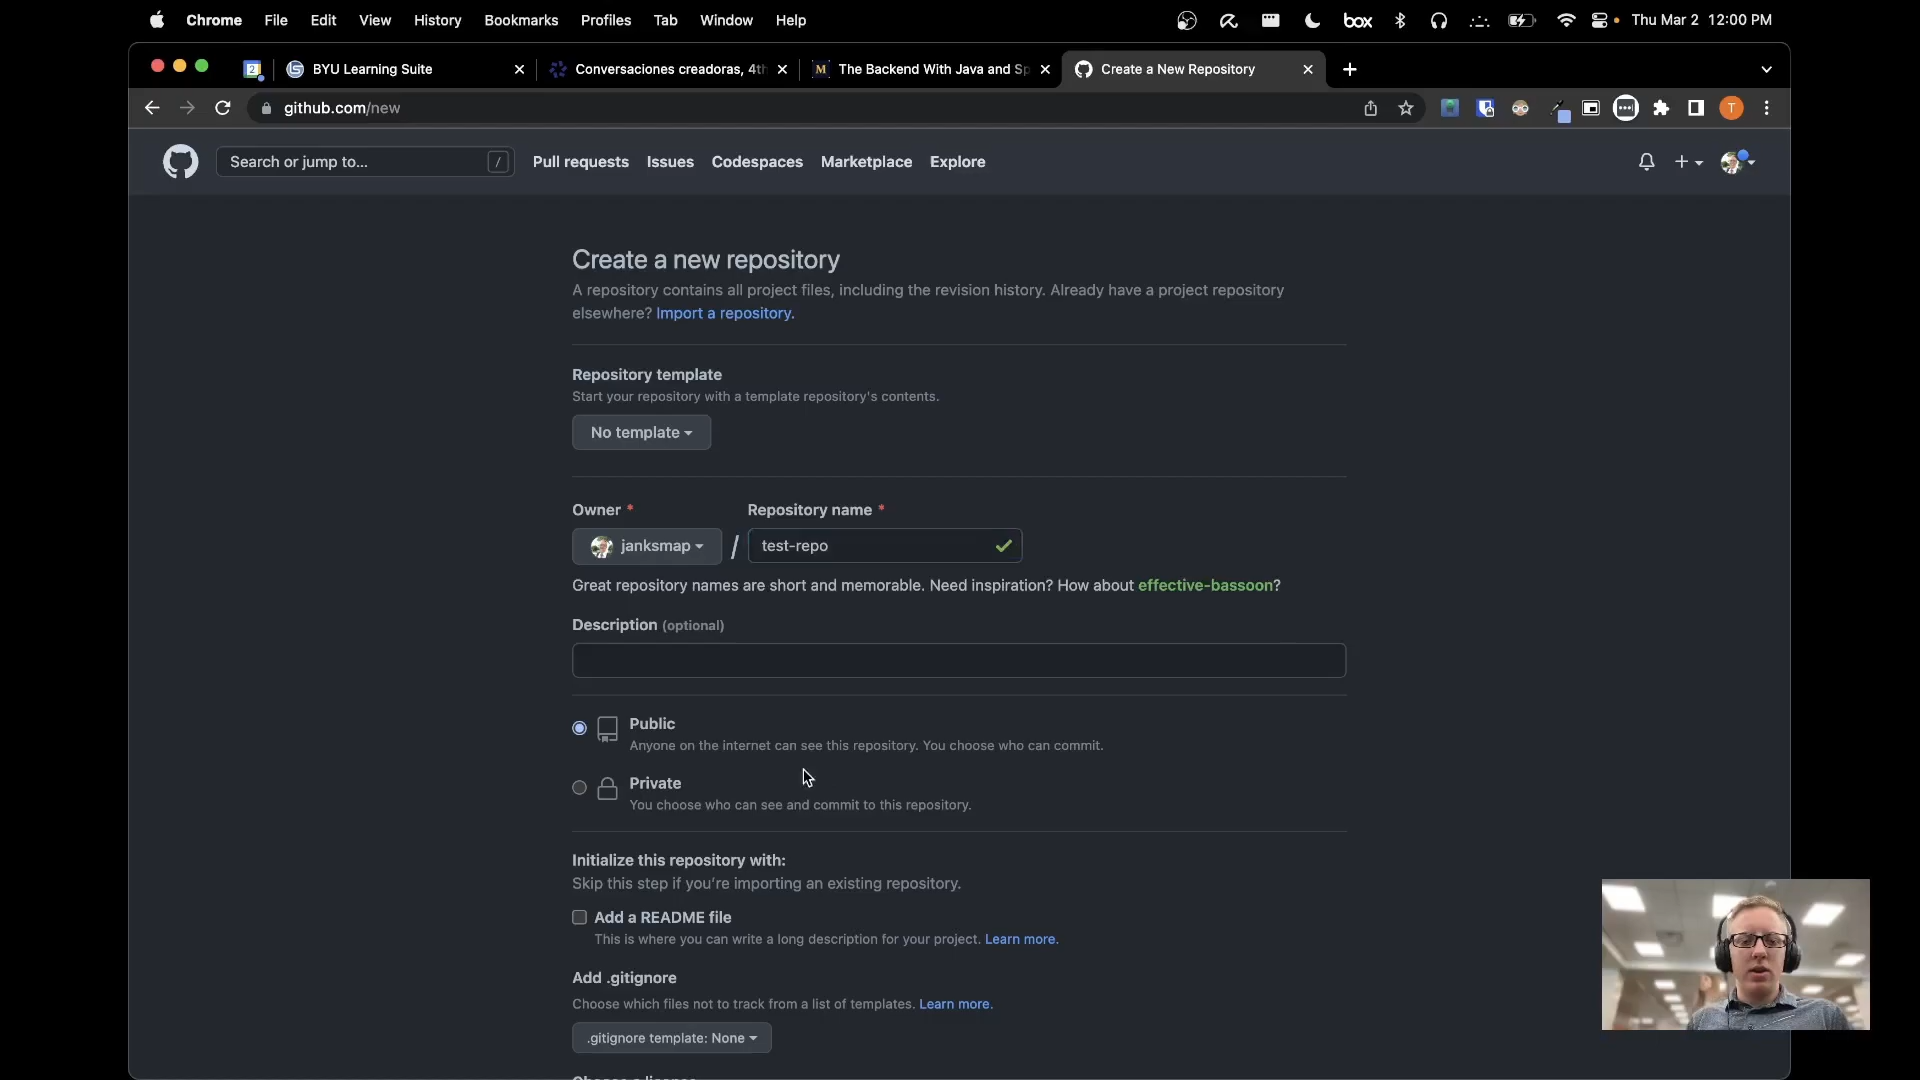 Chrome File Edit View History Bookmarks Profiles Tab Window Help box Thu Mar 2 12:00 PM
2 BYU Learning Suite Conversaciones creadoras, 4th M The Backend With Java and Sp Create a New Repository
github.com/new T
Search or jump to... / Pull requests Issues Codespaces Marketplace Explore
Create a new repository
A repository contains all project files, including the revision history. Already have a project repository
elsewhere? Import a repository.
Repository template
Start your repository with a template repository's contents.
No template
Owner * Repository name *
janksmap / test-repo
Great repository names are short and memorable. Need inspiration? How about effective-bassoon?
Description (optional)
Public
Anyone on the internet can see this repository. You choose who can commit.
Private
You choose who can see and commit to this repository.
Initialize this repository with:
Skip this step if you're importing an existing repository.
Add a README file
This is where you can write a long description for your project. Learn more.
Add .gitignore
Choose which files not to track from a list of templates. Learn more.
.gitignore template: None